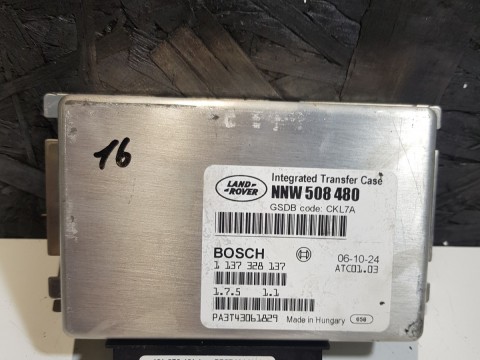 16
Integrated Transfer Case
LAND-
ROVER
NNW 508 480
GSDB code: CKL7A
BOSCH
06-10-24
1 137 328 137
ATC01.03
1.7.5 1.1
PA3T43061829
Made in Hungary